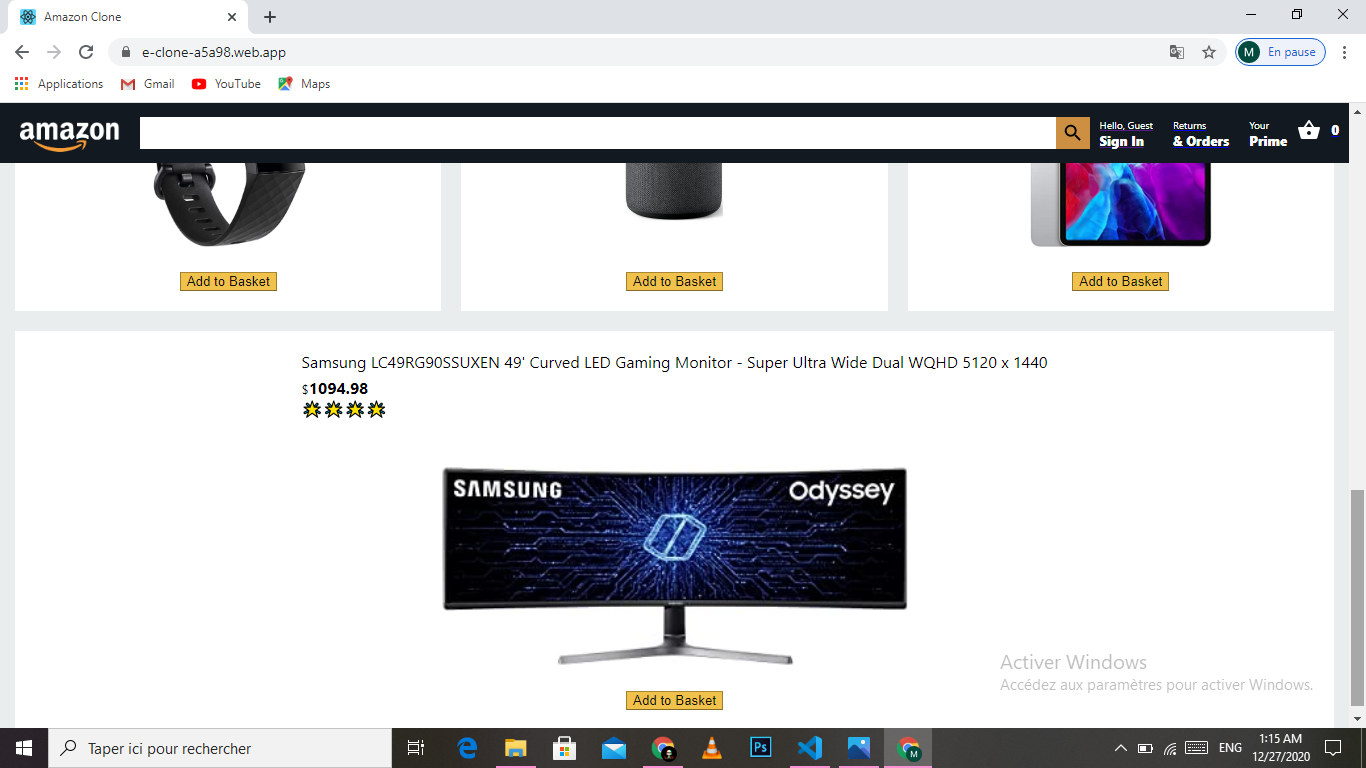 Amazon Clone
e-clone-a5a98.web.app
M En pause
Applications Gmail YouTube Maps
amazon
Hello, Guest
Sign In
Returns
& Orders
Your
Prime
0
Add to Basket Add to Basket Add to Basket
Samsung LC49RG90SSUXEN 49' Curved LED Gaming Monitor - Super Ultra Wide Dual WQHD 5120 x 1440
$1094.98
SAMSUNG Odyssey
Add to Basket
Activer Windows
Accédez aux paramètres pour activer Windows.
Taper ici pour rechercher
Ps
M
ENG
1:15 AM
12/27/2020